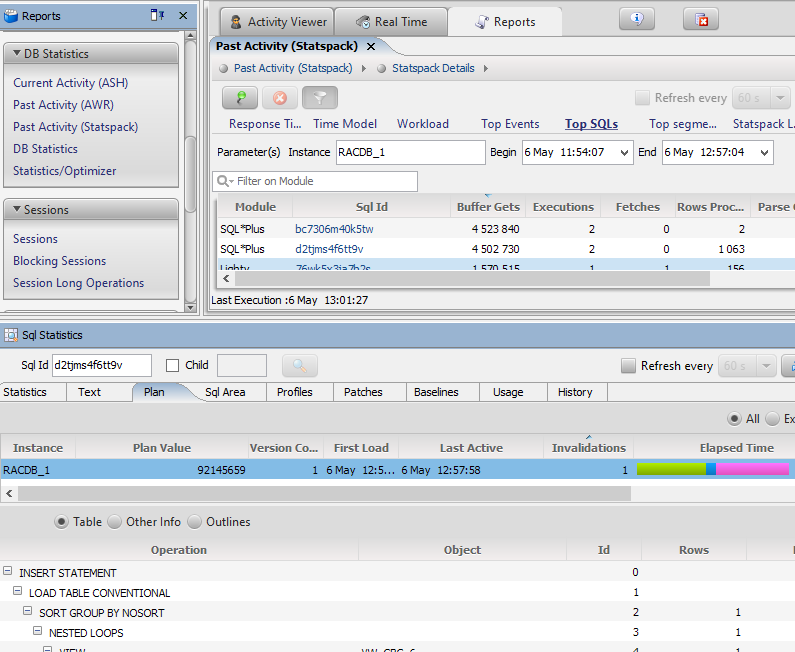 Reports
DB Statistics
Current Activity (ASH)
Past Activity (AWR)
Past Activity (Statspack)
DB Statistics
Statistics/Optimizer
Sessions
Sessions
Blocking Sessions
Session Long Operations
Activity Viewer Real Time Reports
Past Activity (Statspack)
Past Activity (Statspack) Statspack Details
Refresh every 60 s
Response Ti... Time Model Workload Top Events Top SQLs Top segme... Statspack L
Parameter(s) Instance RACDB_1 Begin 6 May 11:54:07 End 6 May 12:57:04
Filter on Module
Module Sql Id Buffer Gets Executions Fetches Rows Proc... Parse
SQL*Plus bc7306m40k5tw 4 523 840 2 0 2
SQL*Plus d2tjms4f6tt9v 4 502 730 2 0 1 063
Lighty 1 570 515 1 1 156
Last Execution :6 May 13:01:27
Sql Statistics
Sql Id d2tjms4f6tt9v Child Refresh every 60 s
Statistics Text Plan Sql Area Profiles Patches Baselines Usage History
All Ex
Instance Plan Value Version Co... First Load Last Active Invalidations Elapsed Time
RACDB_1 92145659 1 6 May 12:5... 6 May 12:57:58 1
Table Other Info Outlines
Operation Object Id Rows
INSERT STATEMENT 0
LOAD TABLE CONVENTIONAL 1
SORT GROUP BY NOSORT 2 1
NESTED LOOPS 3 1
VIEW VW_GBC_6 4 1